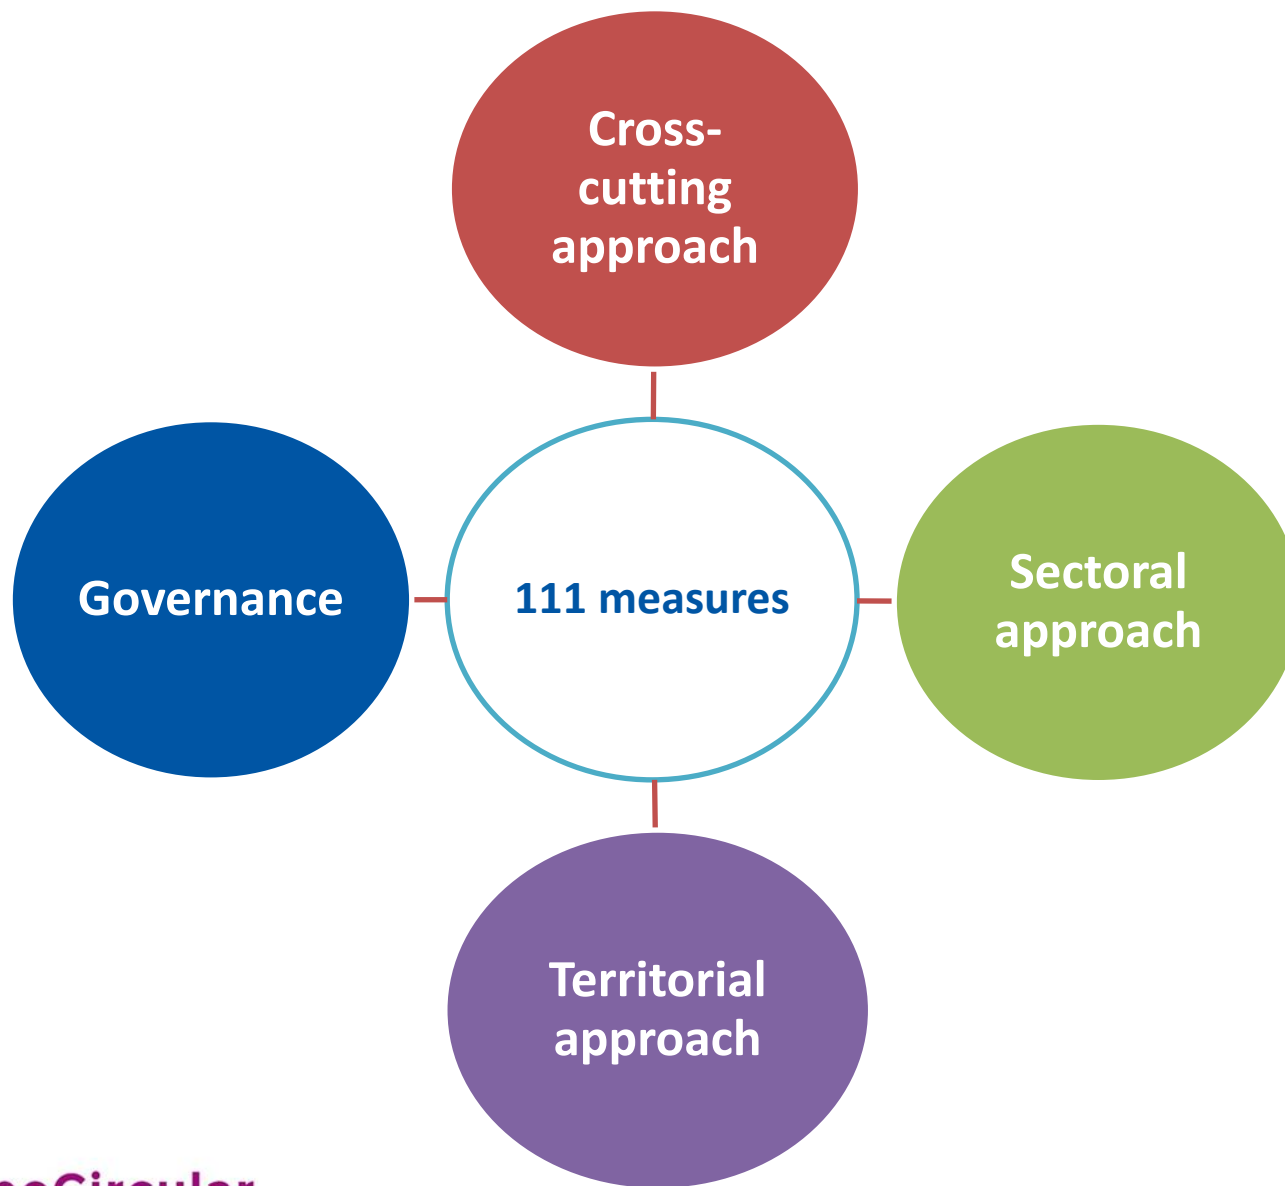 Cross-
cutting
approach
Governance
111 measures
Sectoral
approach
Territorial
approach